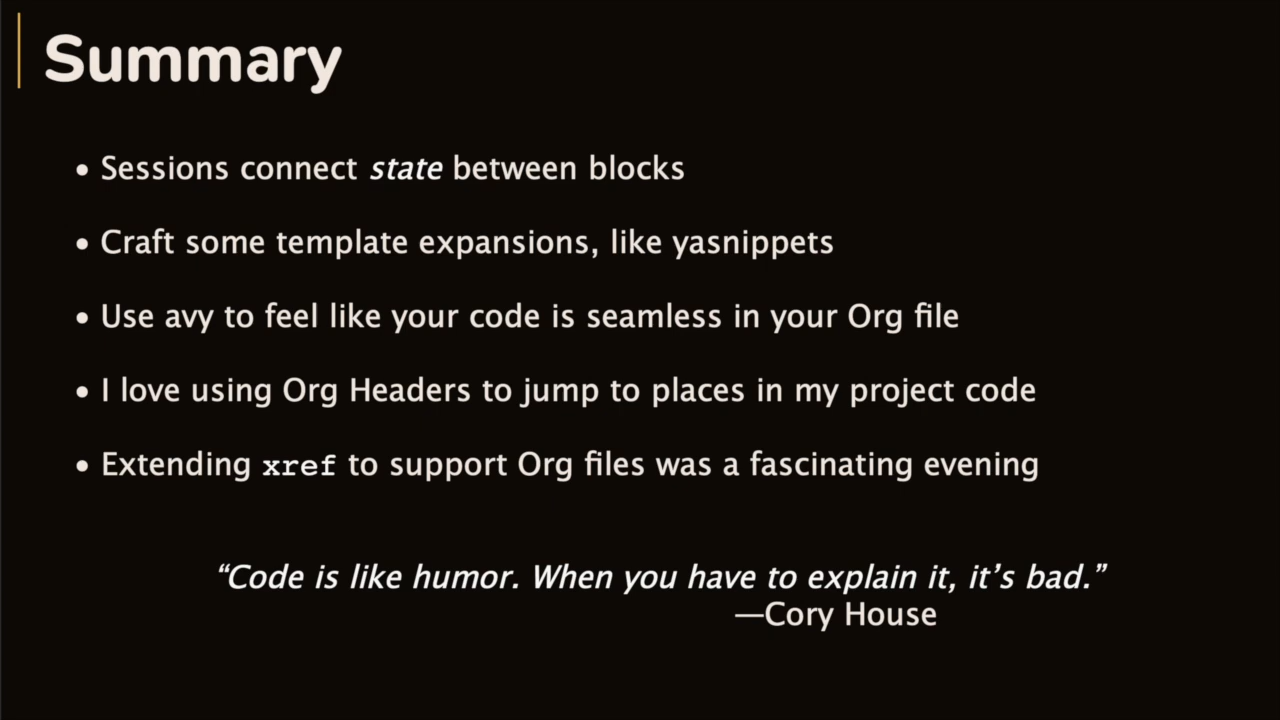 Summary
• Sessions connect state between blocks
• Craft some template expansions, like yasnippets
• Use avy to feel like your code is seamless in your Org file
• I love using Org Headers to jump to places in my project code
• Extending xref to support Org files was a fascinating evening
“Code is like humor. When you have to explain it, it’s bad.”
—Cory House